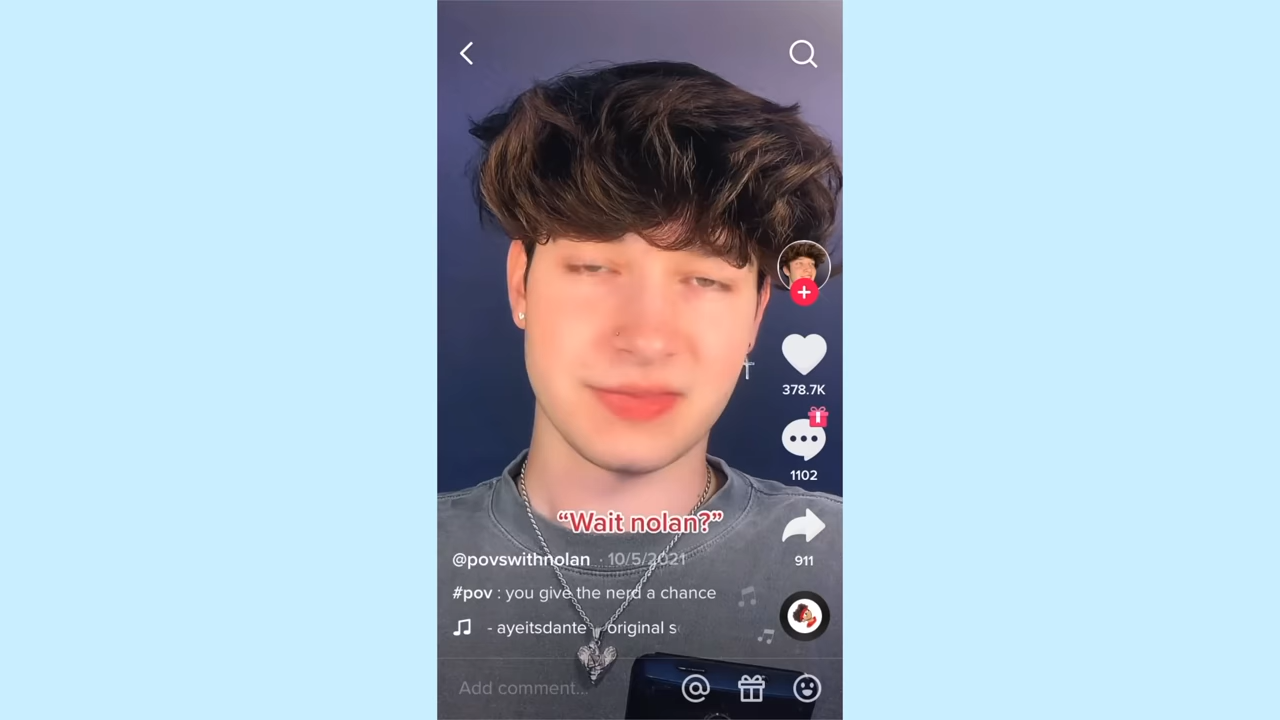 378.7K
1102
“Wait nolan?”
@povswithnolan · 10/5/2021
911
#pov : you give the nerd a chance
- ayeitsdante - original s
Add comment...